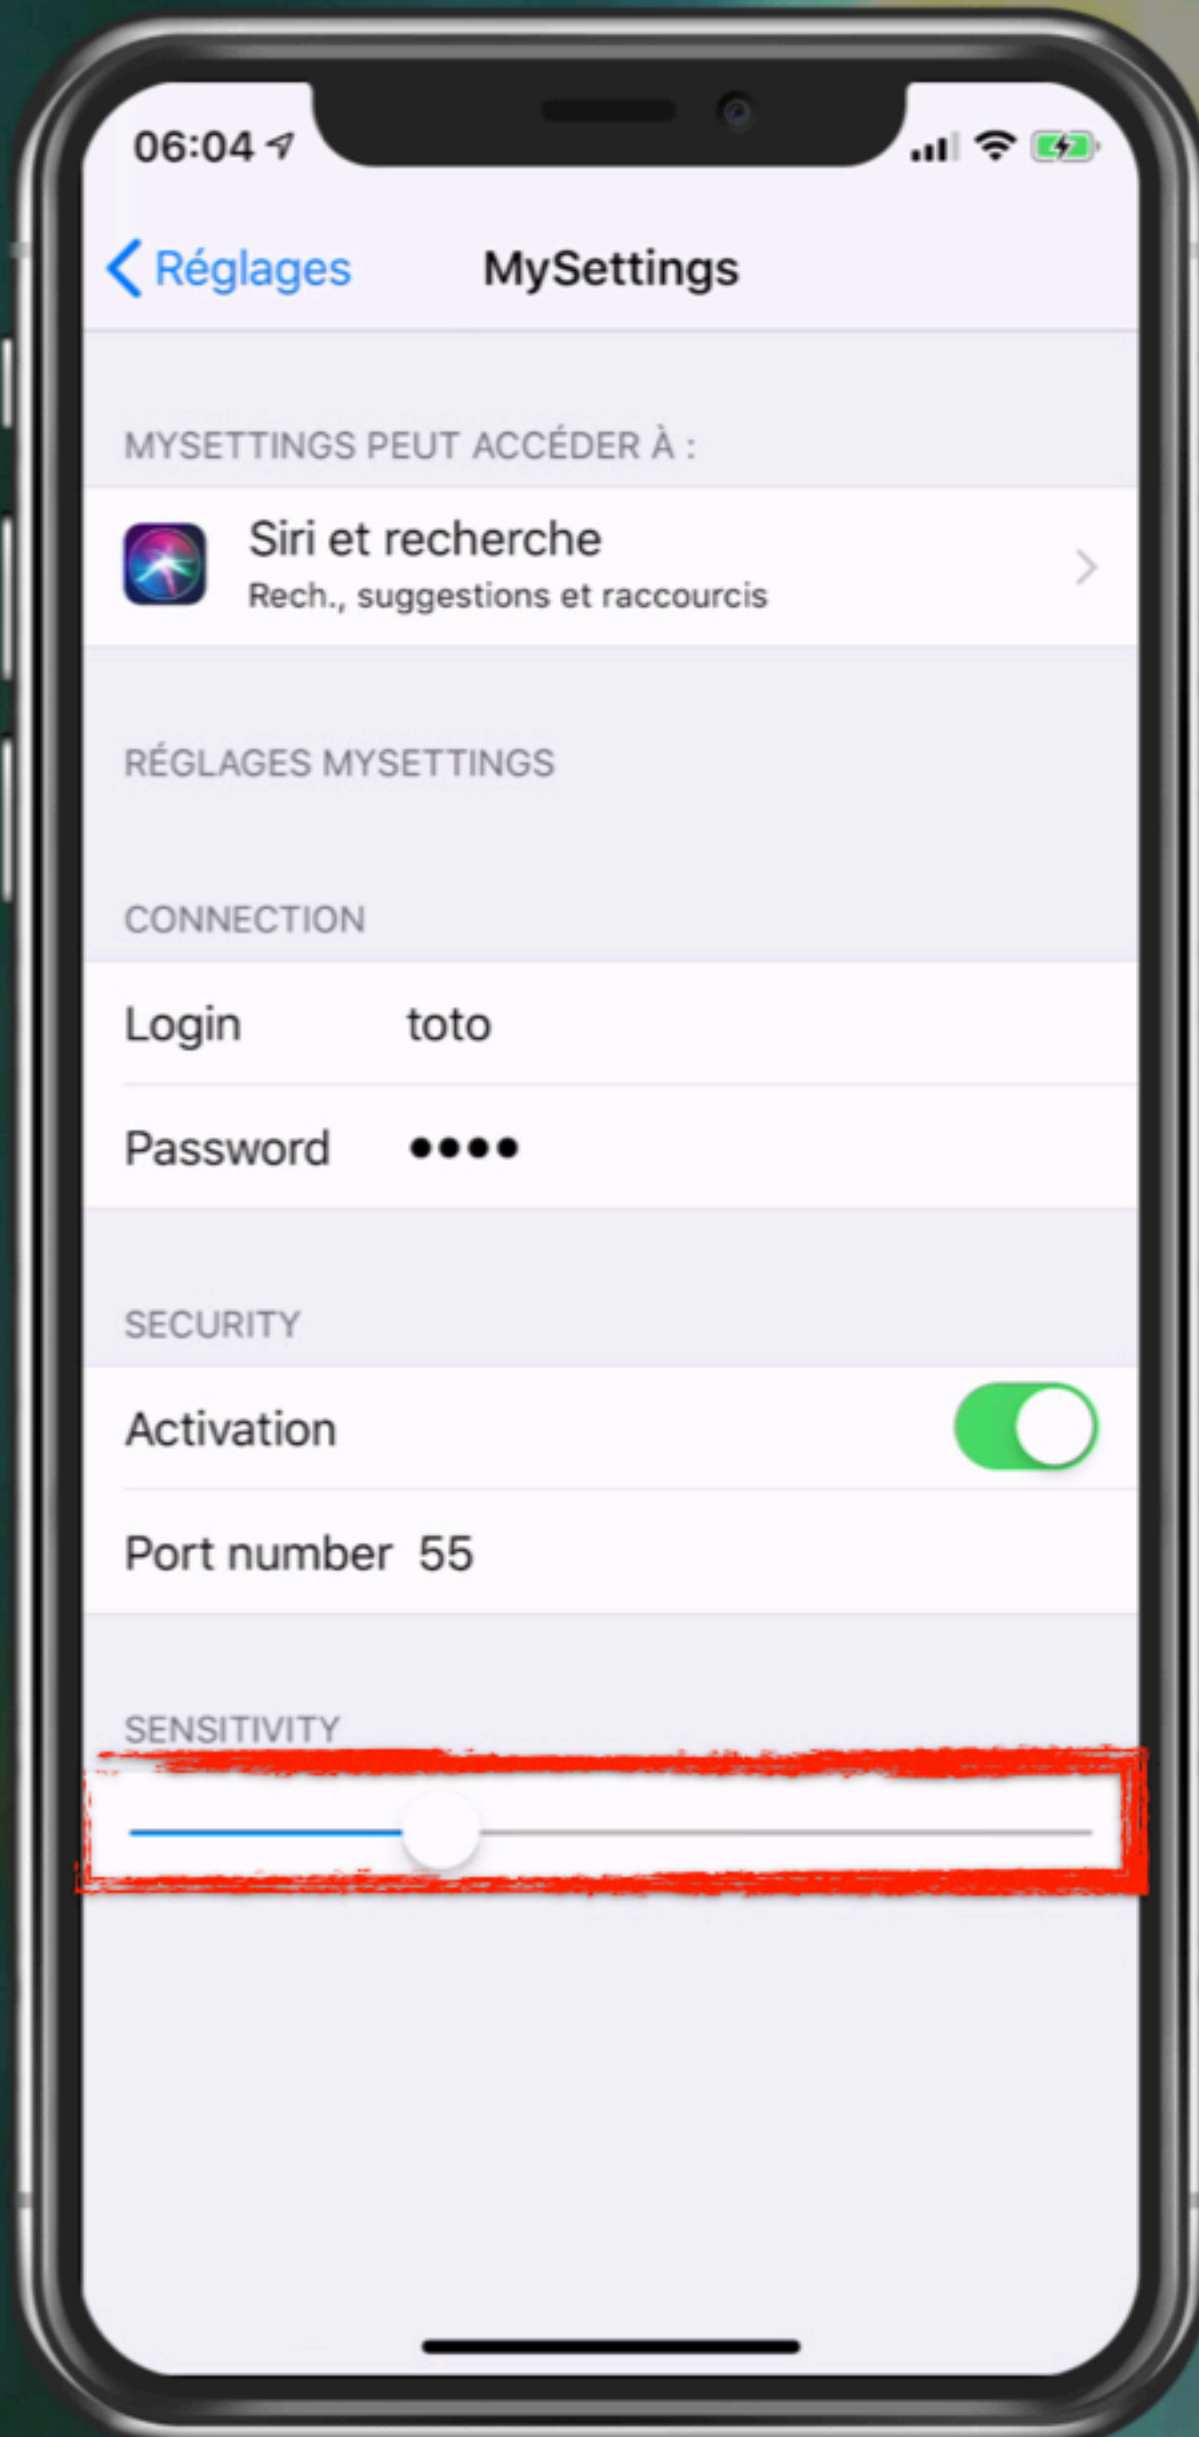 06:04
Réglages
MySettings
MYSETTINGS PEUT ACCÉDER À :
Siri et recherche
Rech., suggestions et raccourcis
RÉGLAGES MYSETTINGS
CONNECTION
Login toto
Password ••••
SECURITY
Activation
Port number 55
SENSITIVITY